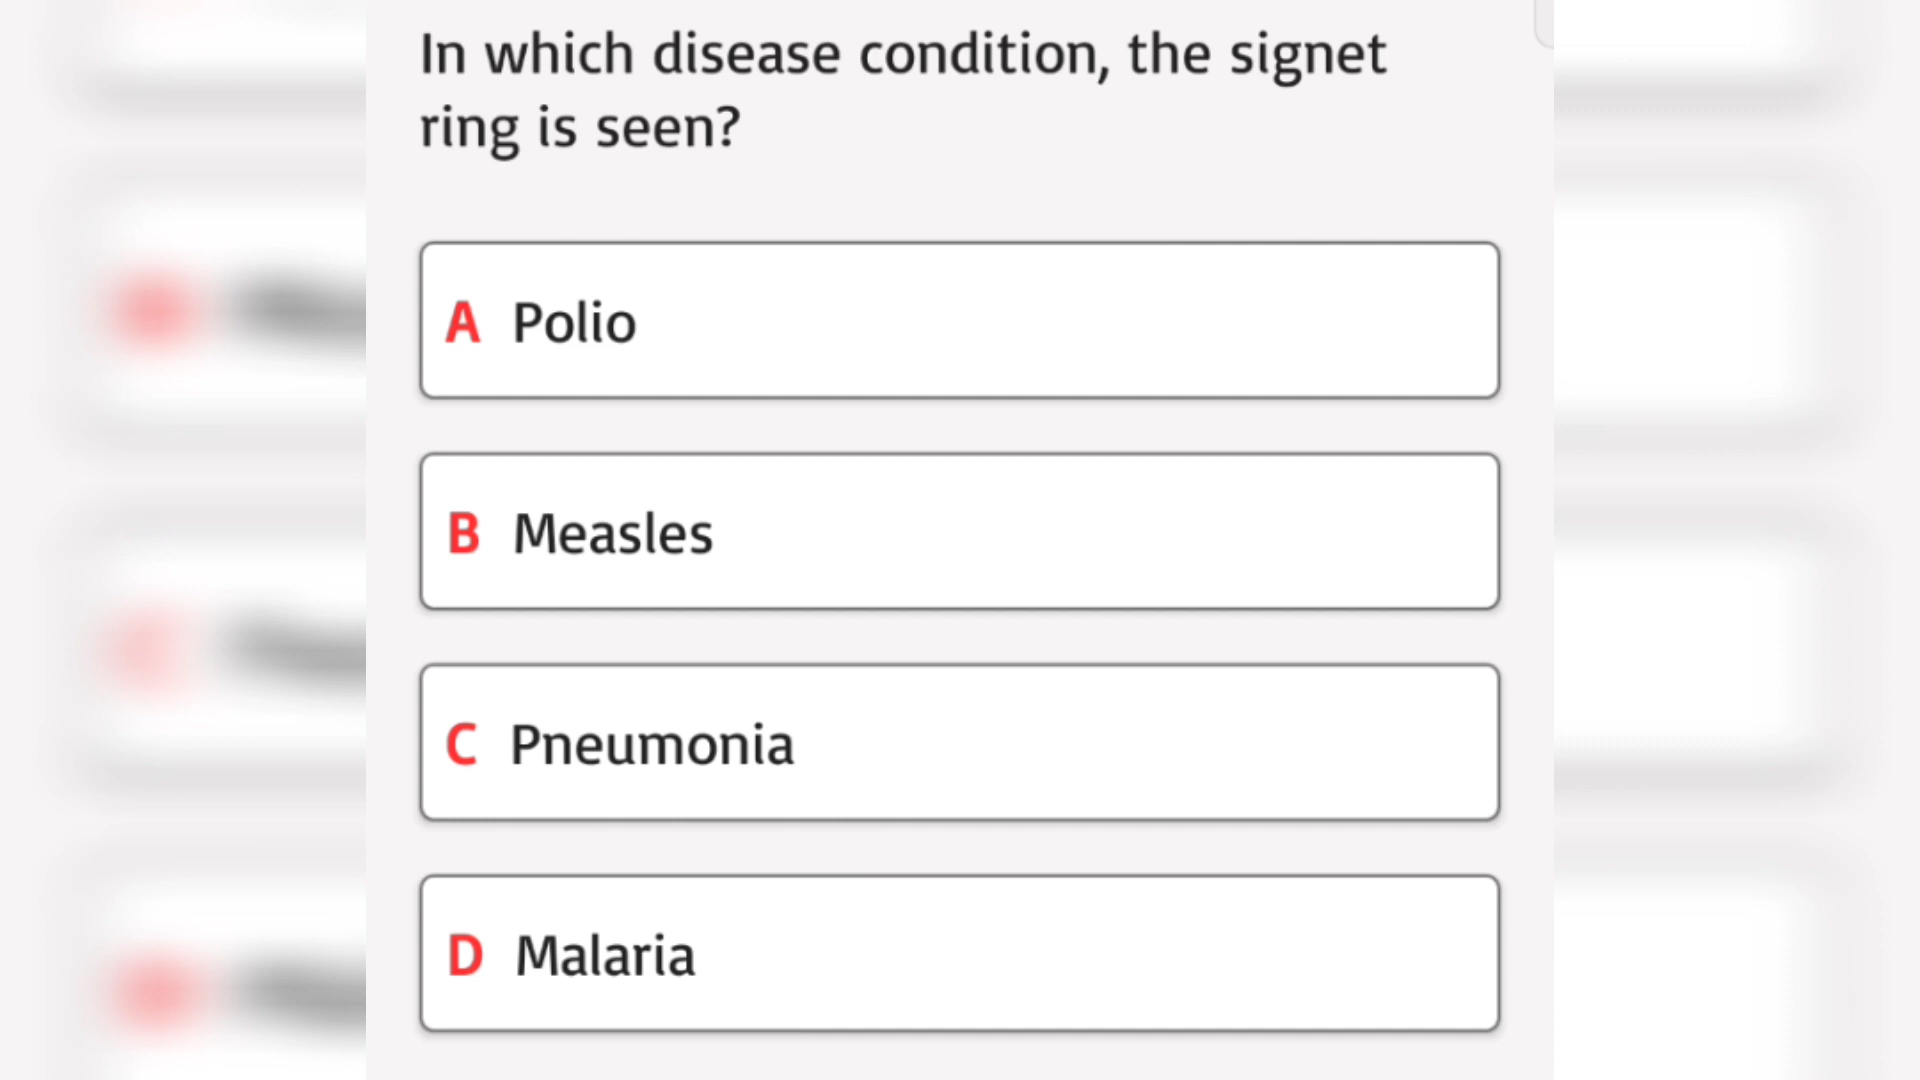 In which disease condition, the signet
ring is seen?
A Polio
B Measles
C Pneumonia
D Malaria